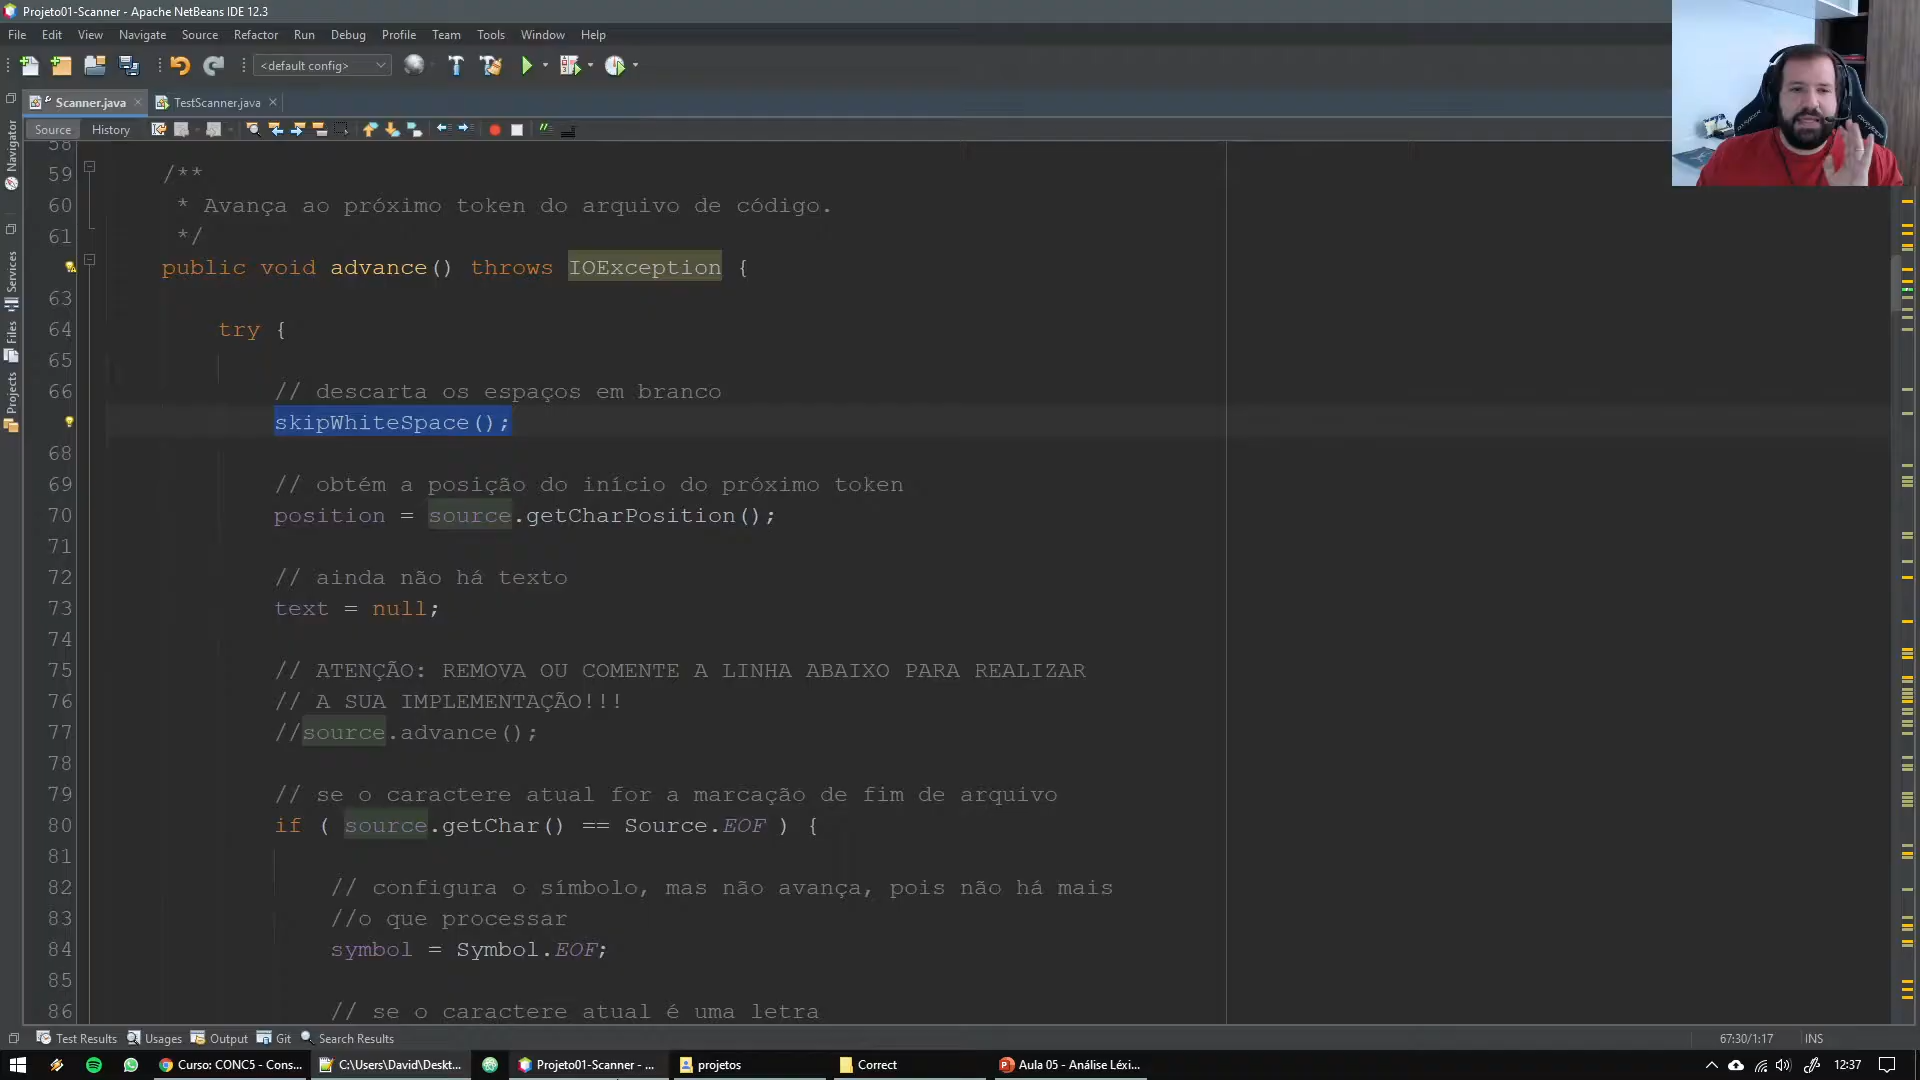 Projeto01-Scanner - Apache NetBeans IDE 12.3
File Edit View Navigate Source Refactor Run Debug Profile Team Tools Window Help
<default config>
Scanner.java TestScanner.java
Source History
Navigator
Services
Files
Projects
58
59 /**
60 * Avança ao próximo token do arquivo de código.
61 */
public void advance() throws IOException {
63
64 try {
65
66 // descarta os espaços em branco
skipWhiteSpace();
68
69 // obtém a posição do início do próximo token
70 position = source.getCharPosition();
71
72 // ainda não há texto
73 text = null;
74
75 // ATENÇÃO: REMOVA OU COMENTE A LINHA ABAIXO PARA REALIZAR
76 // A SUA IMPLEMENTAÇÃO!!!
77 //source.advance();
78
79 // se o caractere atual for a marcação de fim de arquivo
80 if ( source.getChar() == Source.EOF ) {
81
82 // configura o símbolo, mas não avança, pois não há mais
83 //o que processar
84 symbol = Symbol.EOF;
85
86 // se o caractere atual é uma letra
Test Results Usages Output Git Search Results
67:30/1:17 INS
Curso: CONC5 - Cons... C:\Users\David\Deskt... Projeto01-Scanner - ... projetos Correct Aula 05 - Análise Léxi... 12:37